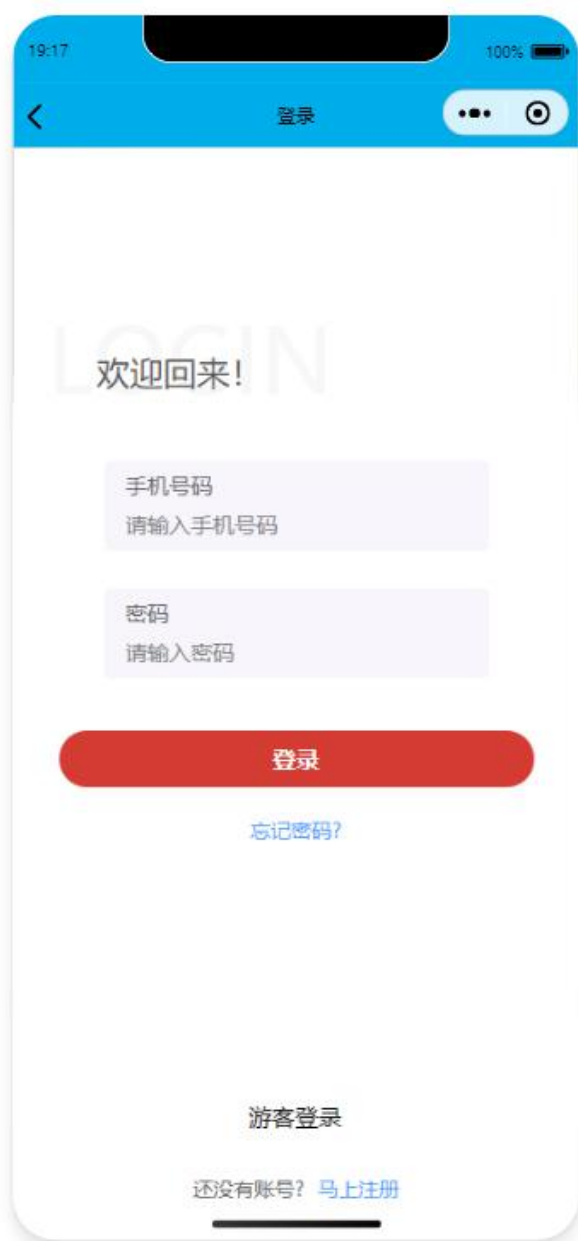 19:17 100%
登录
LOGIN
欢迎回来!
手机号码
请输入手机号码
密码
请输入密码
登录
忘记密码?
游客登录
还没有账号? 马上注册